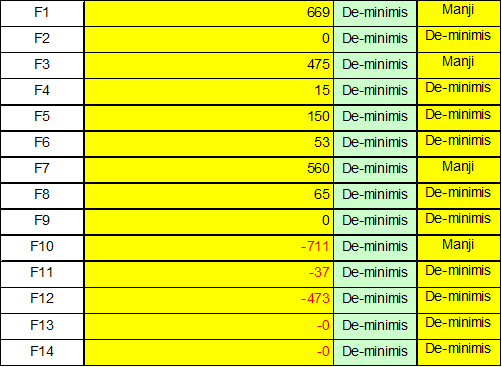 F1 669 De-minimis Manji
F2 0 De-minimis De-minimis
F3 475 De-minimis Manji
F4 15 De-minimis De-minimis
F5 150 De-minimis De-minimis
F6 53 De-minimis De-minimis
F7 560 De-minimis Manji
F8 65 De-minimis De-minimis
F9 0 De-minimis De-minimis
F10 -711 De-minimis Manji
F11 -37 De-minimis De-minimis
F12 -473 De-minimis De-minimis
F13 -0 De-minimis De-minimis
F14 -0 De-minimis De-minimis